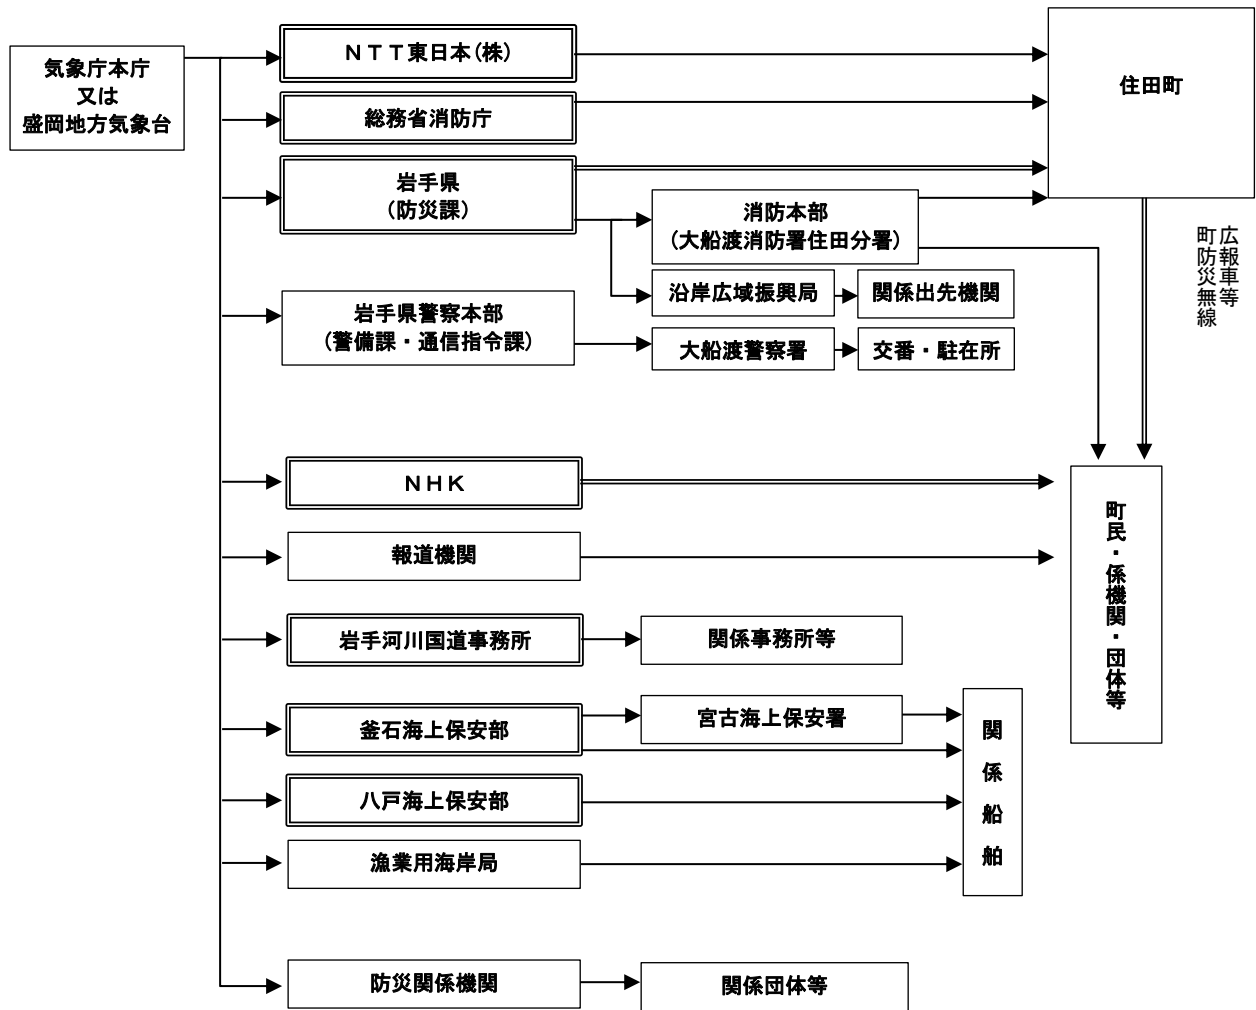 気象庁本庁
又は
盛岡地方気象台
ＮＴＴ東日本(株)
住田町
総務省消防庁
岩手県
(防災課)
消防本部
(大船渡消防署住田分署)
広報車等
町防災無線
沿岸広域振興局
関係出先機関
岩手県警察本部
(警備課・通信指令課)
大船渡警察署
交番・駐在所
ＮＨＫ
町民・係機関・団体等
報道機関
岩手河川国道事務所
関係事務所等
釜石海上保安部
宮古海上保安署
関係船舶
八戸海上保安部
漁業用海岸局
防災関係機関
関係団体等